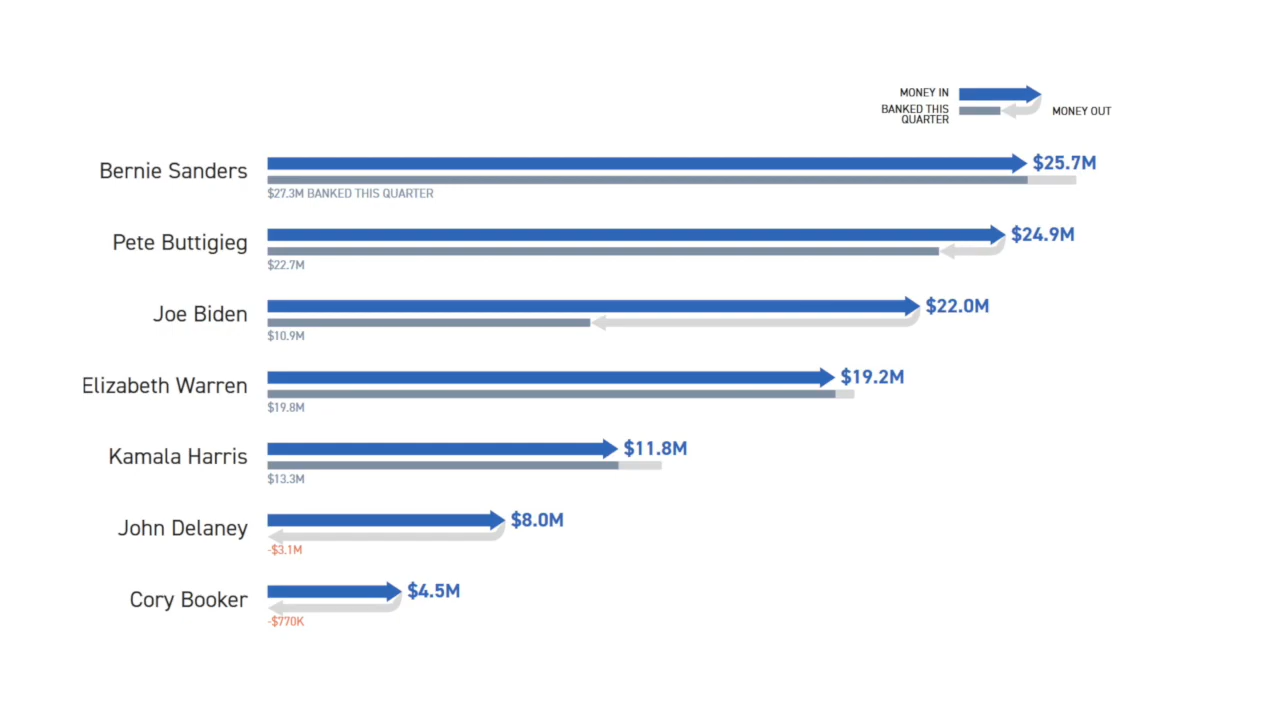 MONEY IN
BANKED THIS
QUARTER
MONEY OUT
Bernie Sanders
$25.7M
$27.3M BANKED THIS QUARTER
Pete Buttigieg
$24.9M
$22.7M
Joe Biden
$22.0M
$10.9M
Elizabeth Warren
$19.2M
$19.8M
Kamala Harris
$11.8M
$13.3M
John Delaney
$8.0M
-$3.1M
Cory Booker
$4.5M
-$770K